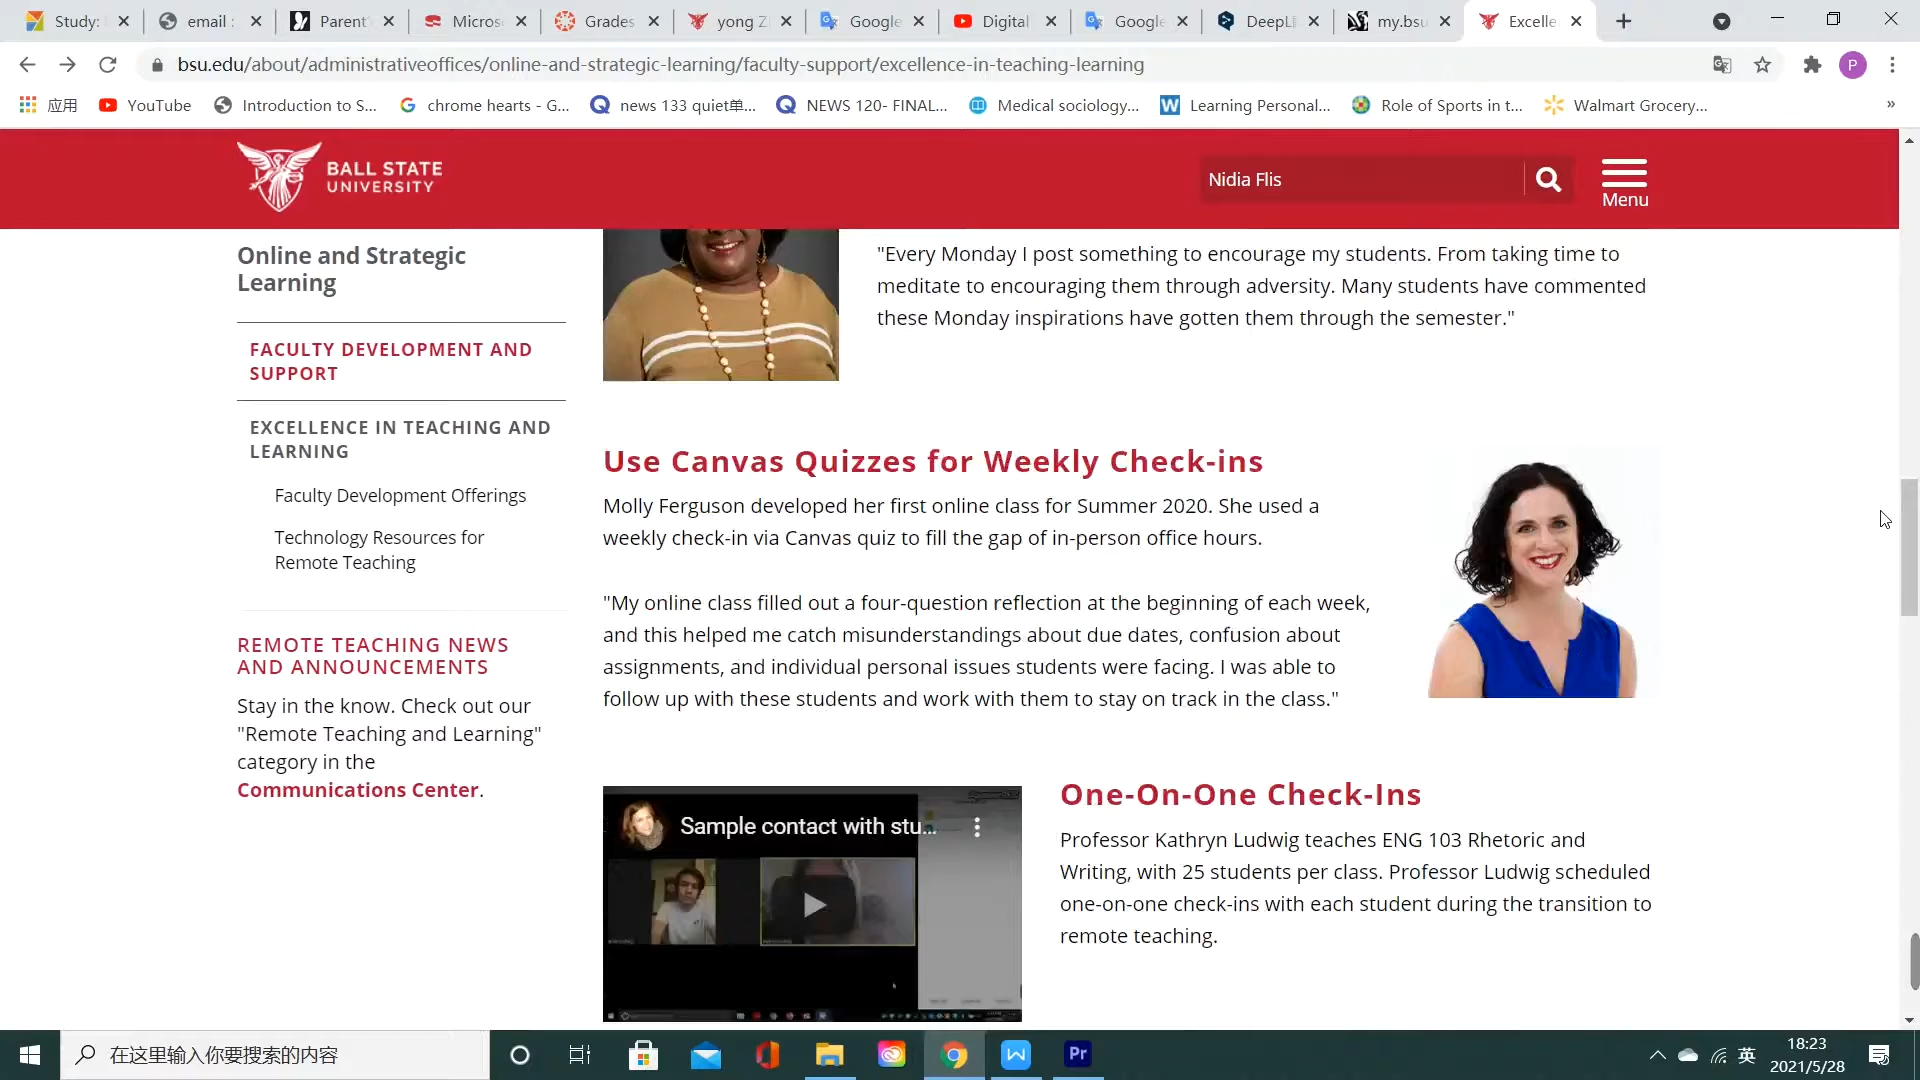 Study:
email :
Parent'
Micros
Grades
yong Z
Google
Digital
Google
DeepL
my.bsu
Excelle
bsu.edu/about/administrativeoffices/online-and-strategic-learning/faculty-support/excellence-in-teaching-learning
P
应用
YouTube
Introduction to S...
chrome hearts - G...
news 133 quiet单...
NEWS 120- FINAL...
Medical sociology...
Learning Personal...
Role of Sports in t...
Walmart Grocery...
»
BALL STATE
UNIVERSITY
Nidia Flis
Menu
Online and Strategic
Learning
FACULTY DEVELOPMENT AND
SUPPORT
EXCELLENCE IN TEACHING AND
LEARNING
Faculty Development Offerings
Technology Resources for
Remote Teaching
REMOTE TEACHING NEWS
AND ANNOUNCEMENTS
Stay in the know. Check out our
"Remote Teaching and Learning"
category in the
Communications Center.
"Every Monday I post something to encourage my students. From taking time to
meditate to encouraging them through adversity. Many students have commented
these Monday inspirations have gotten them through the semester."
Use Canvas Quizzes for Weekly Check-ins
Molly Ferguson developed her first online class for Summer 2020. She used a
weekly check-in via Canvas quiz to fill the gap of in-person office hours.
"My online class filled out a four-question reflection at the beginning of each week,
and this helped me catch misunderstandings about due dates, confusion about
assignments, and individual personal issues students were facing. I was able to
follow up with these students and work with them to stay on track in the class."
Sample contact with stu...
One-On-One Check-Ins
Professor Kathryn Ludwig teaches ENG 103 Rhetoric and
Writing, with 25 students per class. Professor Ludwig scheduled
one-on-one check-ins with each student during the transition to
remote teaching.
在这里输入你要搜索的内容
W
Pr
英
18:23
2021/5/28